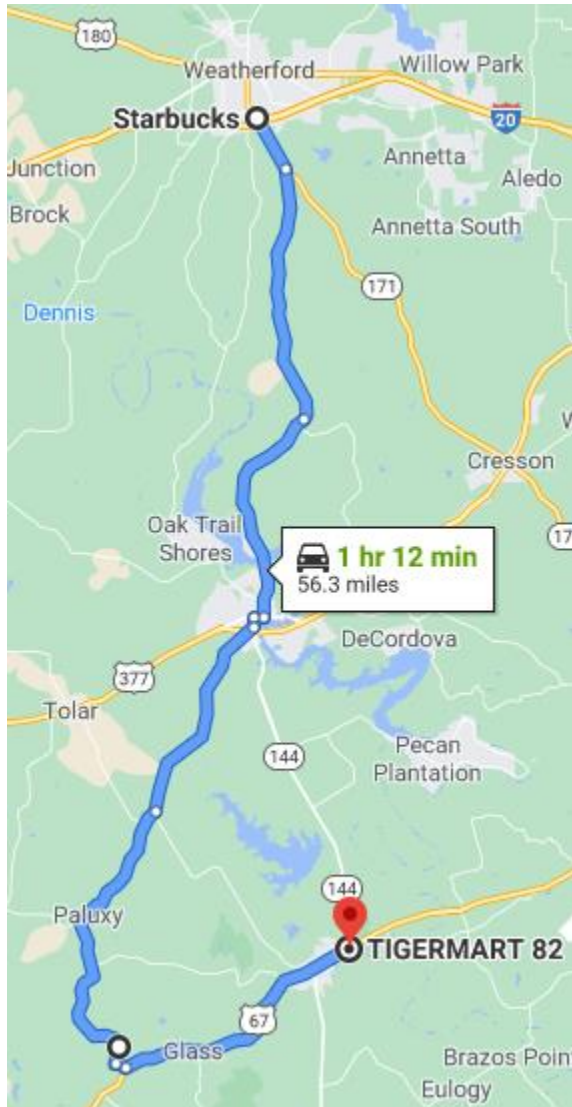 180
Weatherford
Willow Park
Starbucks
20
Junction
Annetta
Aledo
Brock
Annetta South
171
Dennis
Cresson
Oak Trail
Shores
1 hr 12 min
56.3 miles
DeCordova
377
Tolar
144
Pecan
Plantation
144
Paluxy
TIGERMART 82
67
Glass
Brazos Poin
Eulogy